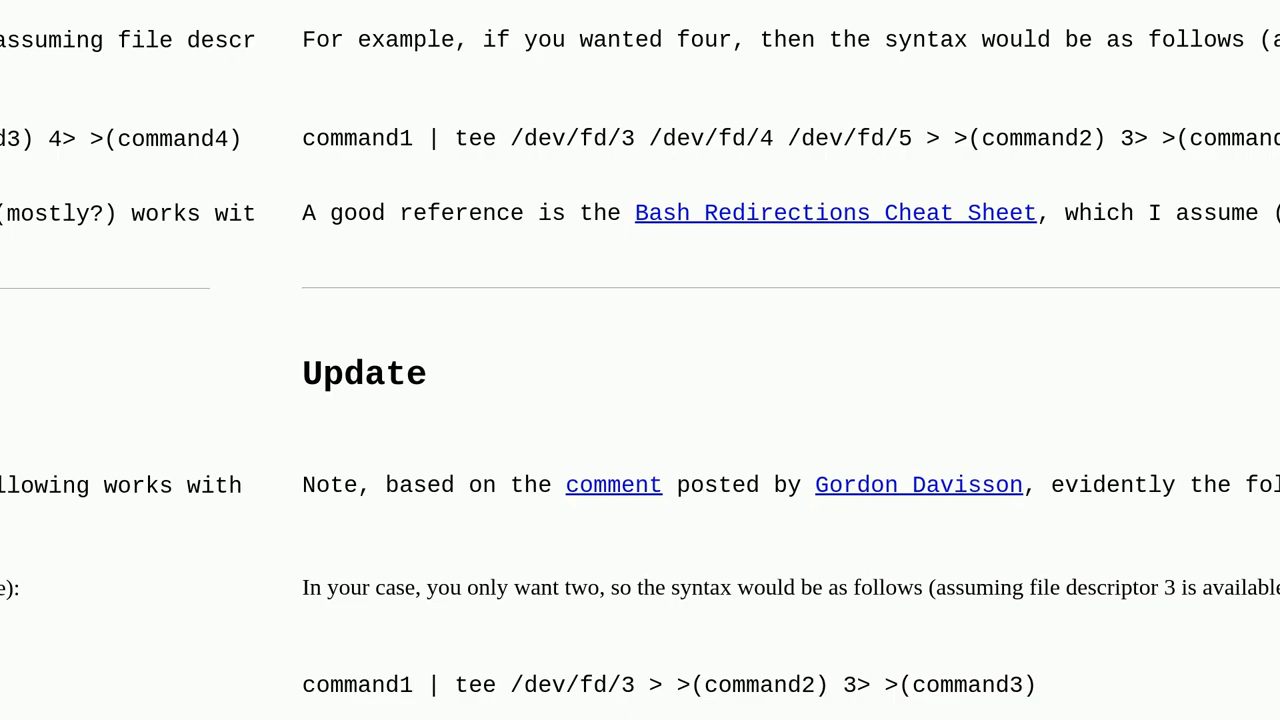 assuming file descr
d3) 4> >(command4)
(mostly?) works wit
llowing works with
e):
For example, if you wanted four, then the syntax would be as follows (a
command1 | tee /dev/fd/3 /dev/fd/4 /dev/fd/5 > >(command2) 3> >(command
A good reference is the Bash Redirections Cheat Sheet, which I assume (
Update
Note, based on the comment posted by Gordon Davisson, evidently the fol
In your case, you only want two, so the syntax would be as follows (assuming file descriptor 3 is available
command1 | tee /dev/fd/3 > >(command2) 3> >(command3)